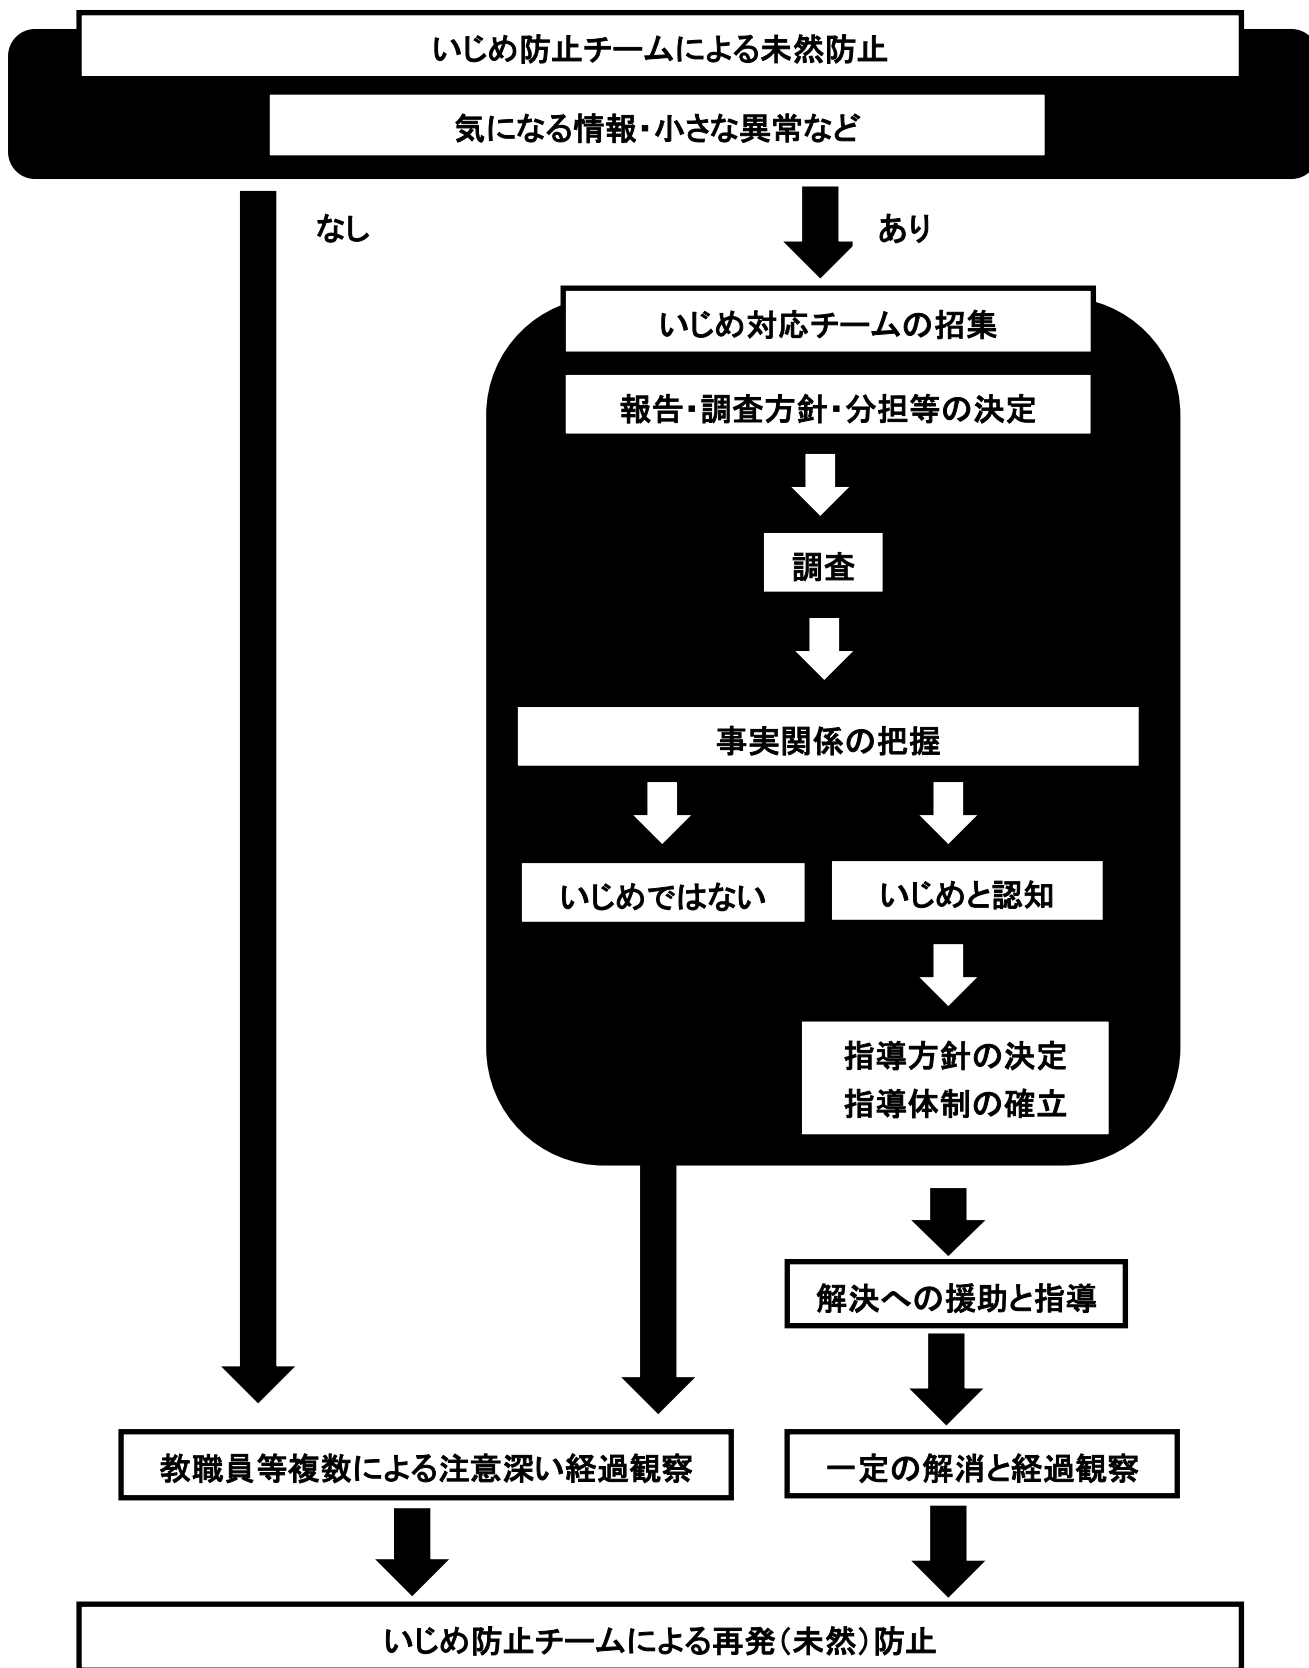 いじめ防止チームによる未然防止
気になる情報・小さな異常など
なし
あり
いじめ対応チームの招集
報告・調査方針・分担等の決定
調査
事実関係の把握
いじめではない
いじめと認知
指導方針の決定
指導体制の確立
解決への援助と指導
教職員等複数による注意深い経過観察
一定の解消と経過観察
いじめ防止チームによる再発（未然）防止